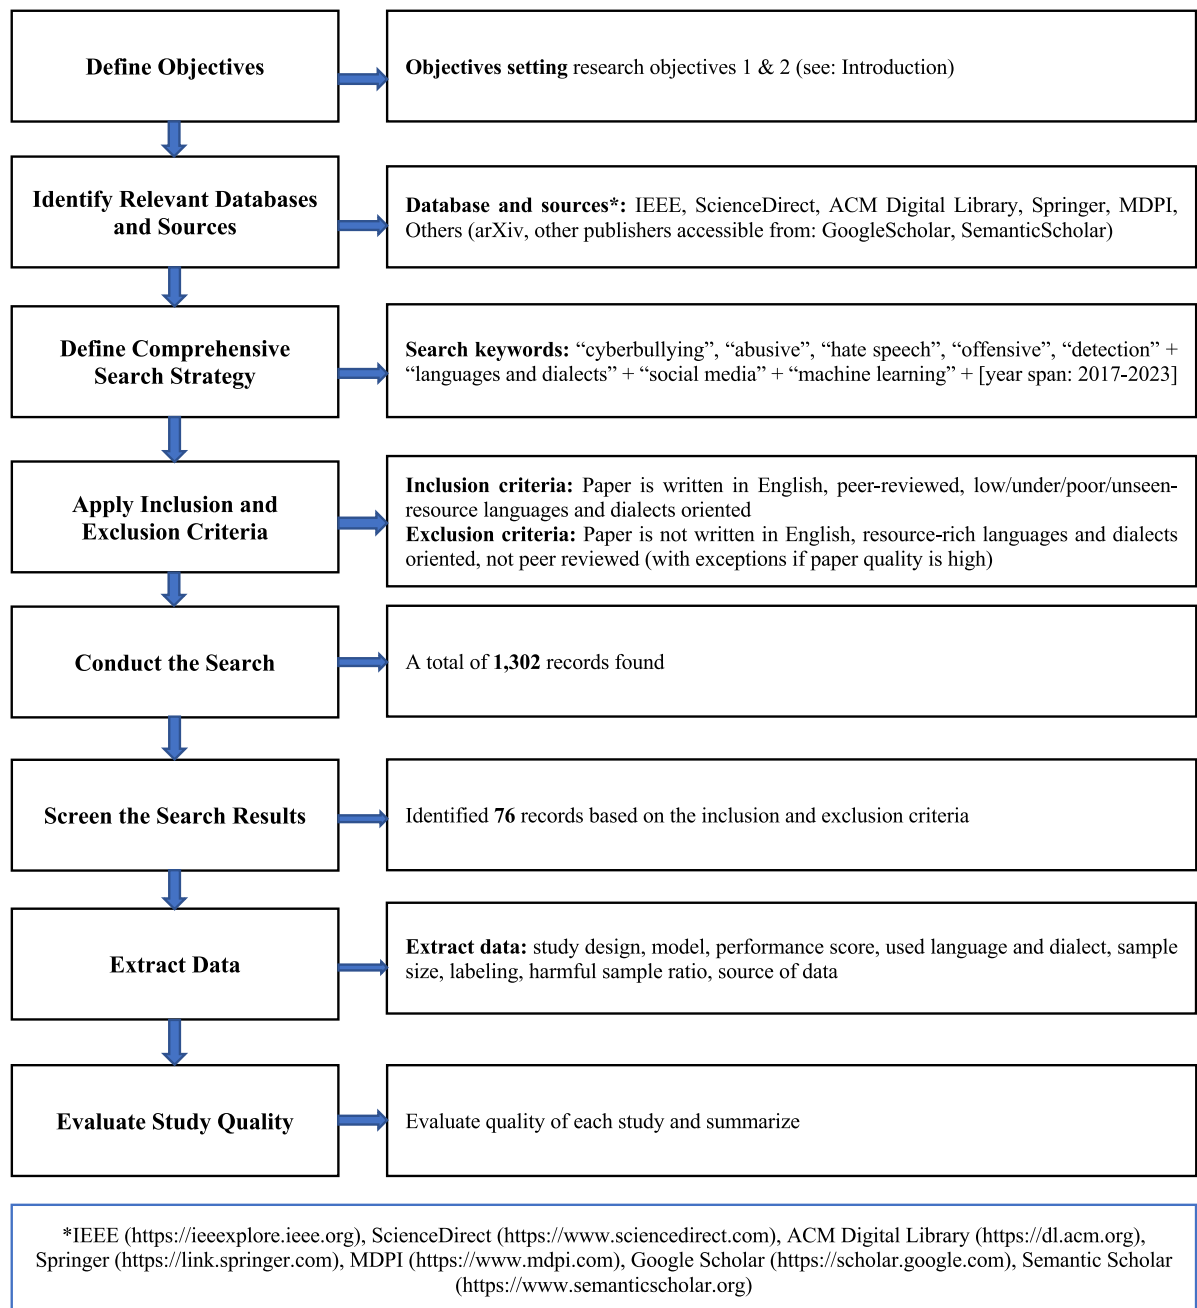 Define Objectives
Objectives setting research objectives 1 & 2 (see: Introduction)
Identify Relevant Databases
and Sources
Database and sources*: IEEE, ScienceDirect, ACM Digital Library, Springer, MDPI,
Others (arXiv, other publishers accessible from: GoogleScholar, SemanticScholar)
Define Comprehensive
Search Strategy
Search keywords: “cyberbullying”, “abusive”, “hate speech”, “offensive”, “detection” +
“languages and dialects” + “social media” + “machine learning” + [year span: 2017-2023]
Apply Inclusion and
Exclusion Criteria
Inclusion criteria: Paper is written in English, peer-reviewed, low/under/poor/unseen-
resource languages and dialects oriented
Exclusion criteria: Paper is not written in English, resource-rich languages and dialects
oriented, not peer reviewed (with exceptions if paper quality is high)
Conduct the Search
A total of 1,302 records found
Screen the Search Results
Identified 76 records based on the inclusion and exclusion criteria
Extract Data
Extract data: study design, model, performance score, used language and dialect, sample
size, labeling, harmful sample ratio, source of data
Evaluate Study Quality
Evaluate quality of each study and summarize
*IEEE (https://ieeexplore.ieee.org), ScienceDirect (https://www.sciencedirect.com), ACM Digital Library (https://dl.acm.org),
Springer (https://link.springer.com), MDPI (https://www.mdpi.com), Google Scholar (https://scholar.google.com), Semantic Scholar
(https://www.semanticscholar.org)